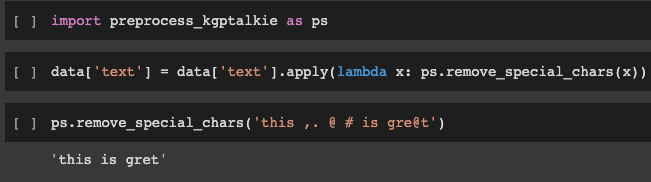 [ ] import preprocess_kgptalkie as ps
[ ] data['text'] = data['text'].apply(lambda x: ps.remove_special_chars(x))
[ ] ps.remove_special_chars('this ,. @ # is gre@t')
'this is gret'